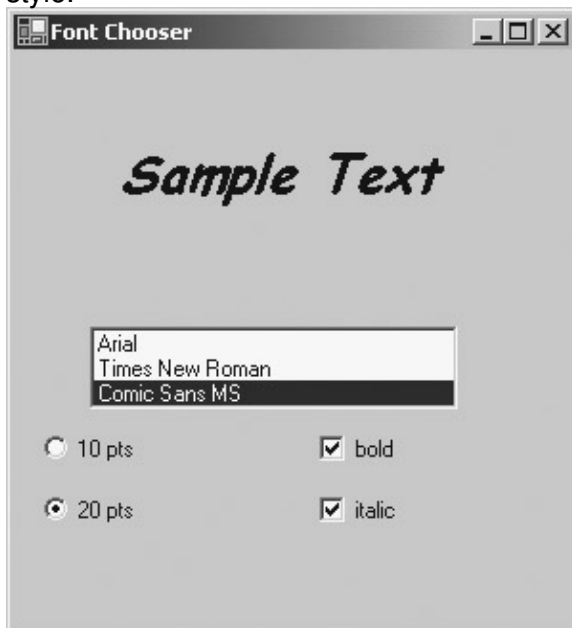 style.
Font Chooser
Sample Text
Arial
Times New Roman
Comic Sans MS
10 pts
bold
20 pts
italic